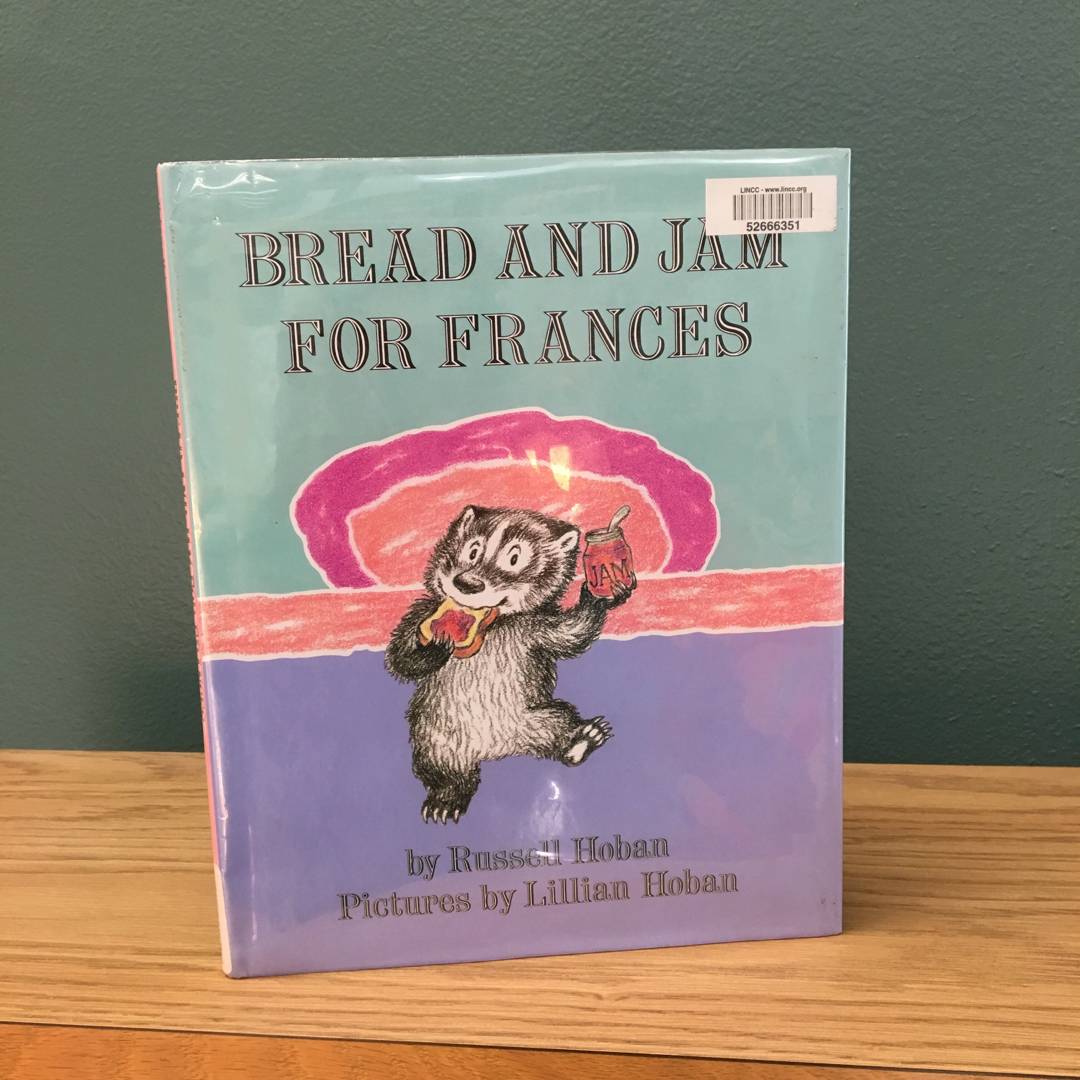 LINCC - www.lincc.org
52666351
BREAD AND JAM
FOR FRANCES
JAM
by Russell Hoban
Pictures by Lillian Hoban